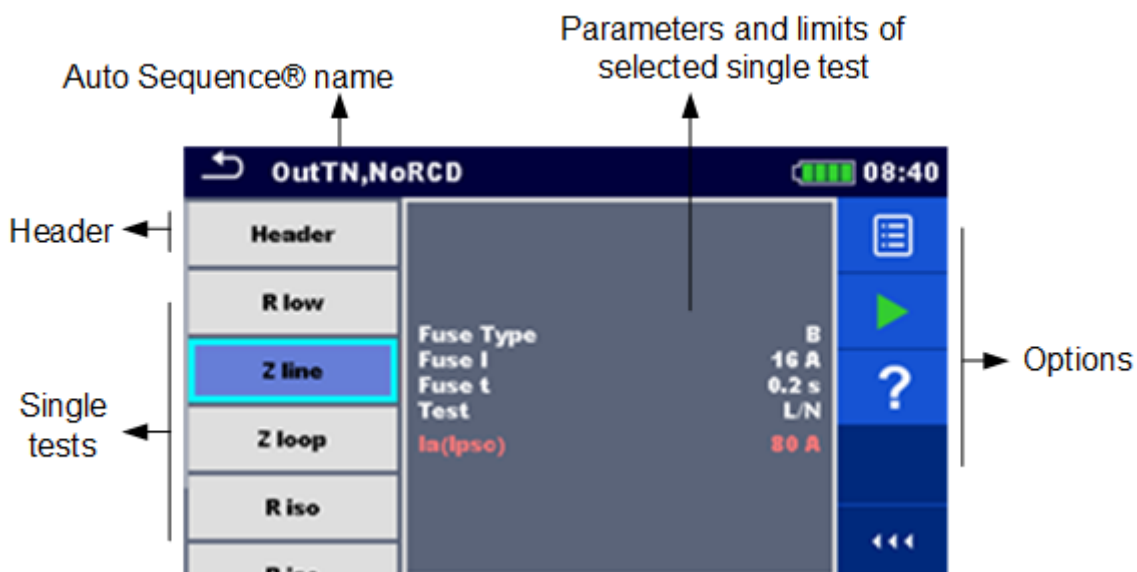 Parameters and limits of
selected single test
Auto Sequence® name
OutTN,NoRCD 08:40
Header
Header
R low
Z line
Z loop
R iso
Single
tests
Fuse Type B
Fuse I 16 A
Fuse t 0.2 s
Test L/N
Ia(Ipsc) 80 A
?
Options